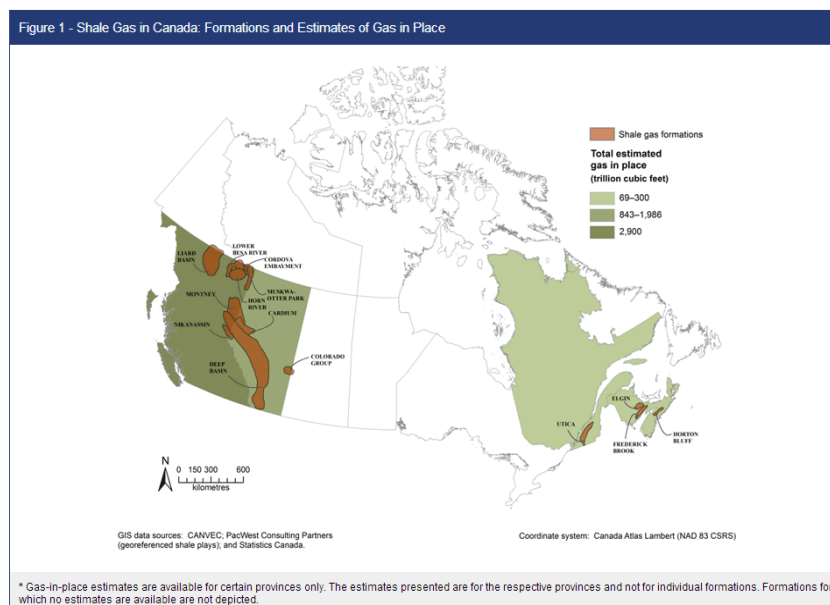 Figure 1 - Shale Gas in Canada: Formations and Estimates of Gas in Place
Shale gas formations
Total estimated
gas in place
(trillion cubic feet)
69–300
843–1,986
2,900
LIARD
BASIN
LOWER
BESA RIVER
CORDOVA
EMBAYMENT
MUSKWA-
OTTER PARK
HORN
RIVER
MONTNEY
CARDIUM
NIKANASSIN
DEEP
BASIN
COLORADO
GROUP
UTICA
ELGIN
FREDERICK
BROOK
HORTON
BLUFF
N
0 150 300 600
kilometres
GIS data sources: CANVEC; PacWest Consulting Partners
(georeferenced shale plays); and Statistics Canada.
Coordinate system: Canada Atlas Lambert (NAD 83 CSRS)
* Gas-in-place estimates are available for certain provinces only. The estimates presented are for the respective provinces and not for individual formations. Formations for
which no estimates are available are not depicted.